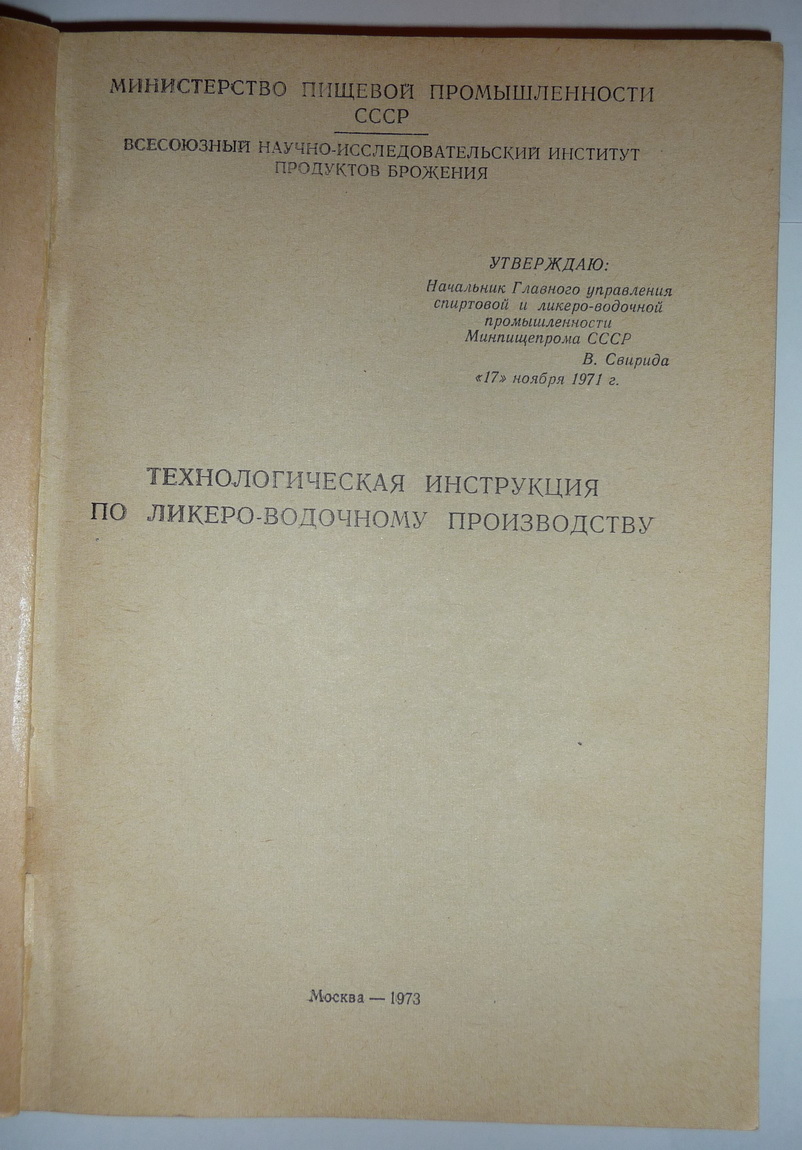 МИНИСТЕРСТВО ПИЩЕВОЙ ПРОМЫШЛЕННОСТИ
СССР
ВСЕСОЮЗНЫЙ НАУЧНО-ИССЛЕДОВАТЕЛЬСКИЙ ИНСТИТУТ
ПРОДУКТОВ БРОЖЕНИЯ
УТВЕРЖДАЮ:
Начальник Главного управления
спиртовой и ликеро-водочной
промышленности
Минпищепрома СССР
В. Свирида
«17» ноября 1971 г.
ТЕХНОЛОГИЧЕСКАЯ ИНСТРУКЦИЯ
ПО ЛИКЕРО-ВОДОЧНОМУ ПРОИЗВОДСТВУ
Москва — 1973